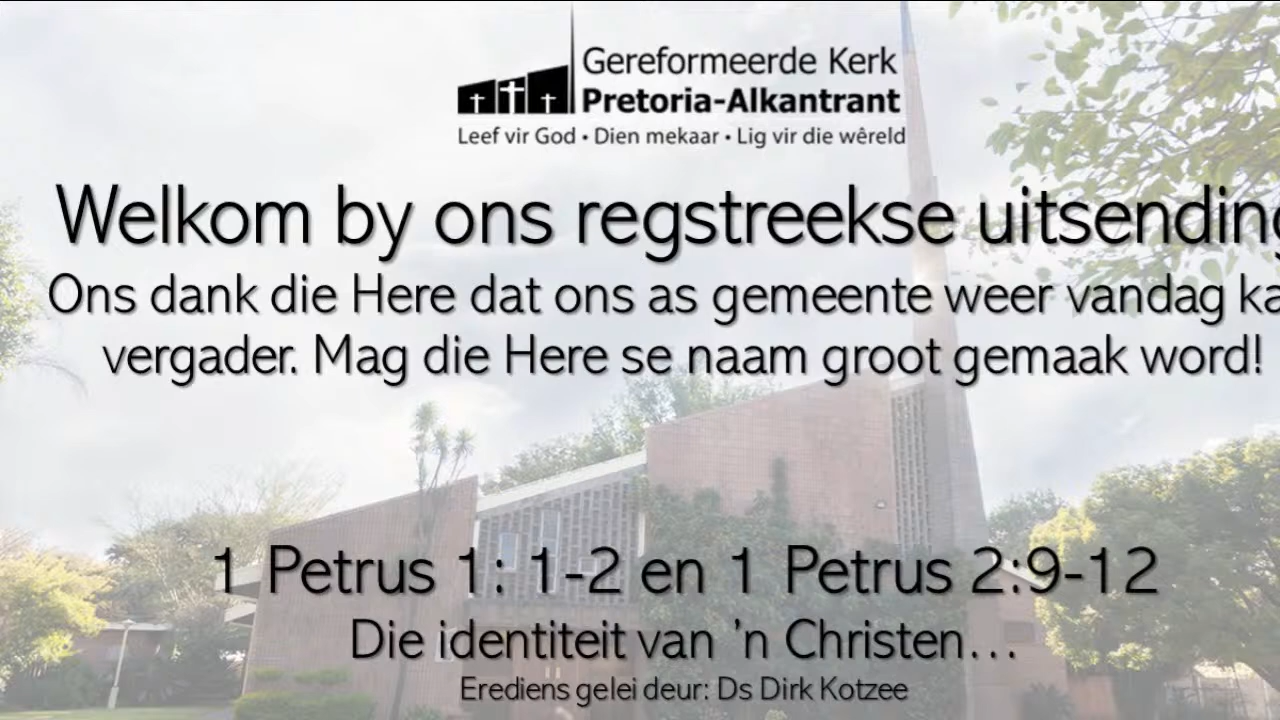 Gereformeerde Kerk
Pretoria-Alkantrant
Leef vir God • Dien mekaar • Lig vir die wêreld
Welkom by ons regstreekse uitsending
Ons dank die Here dat ons as gemeente weer vandag ka
vergader. Mag die Here se naam groot gemaak word!
1 Petrus 1: 1-2 en 1 Petrus 2:9-12
Die identiteit van ’n Christen...
Erediens gelei deur: Ds Dirk Kotzee